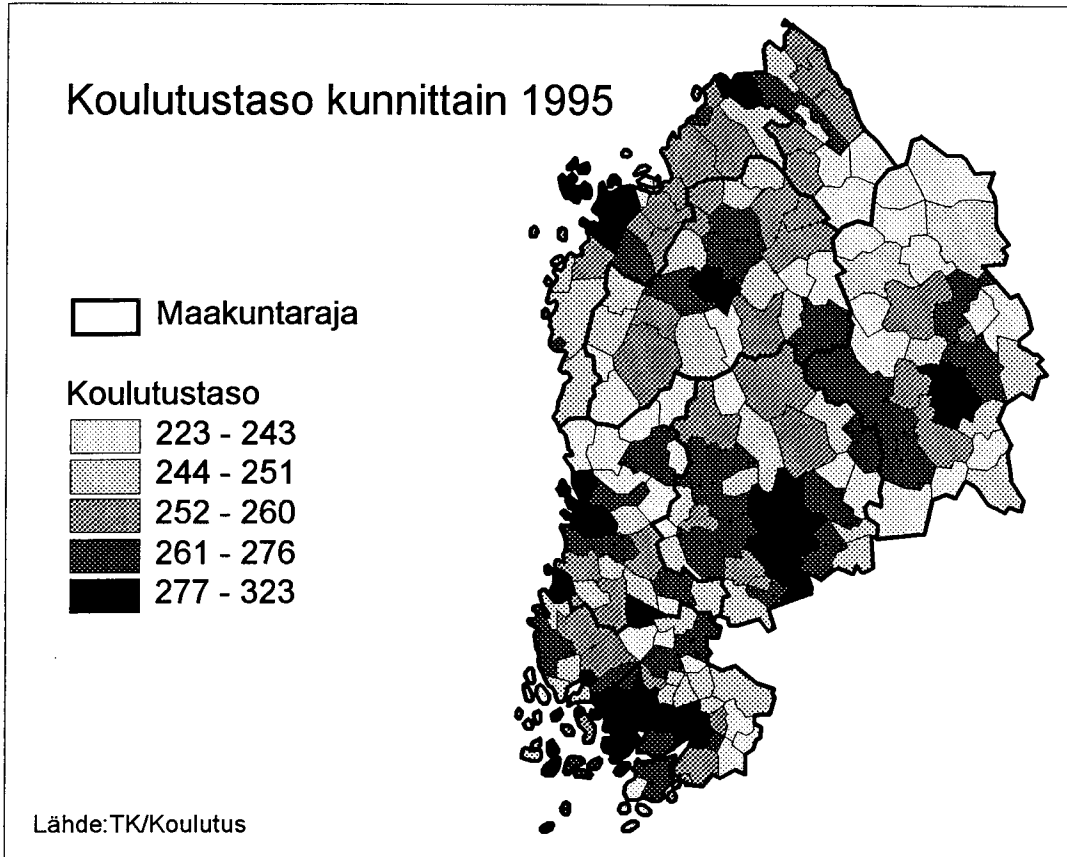 Koulutustaso kunnittain 1995
Maakuntaraja
Koulutustaso
223 - 243
244 - 251
252 - 260
261 - 276
277 - 323
Lähde:TK/Koulutus